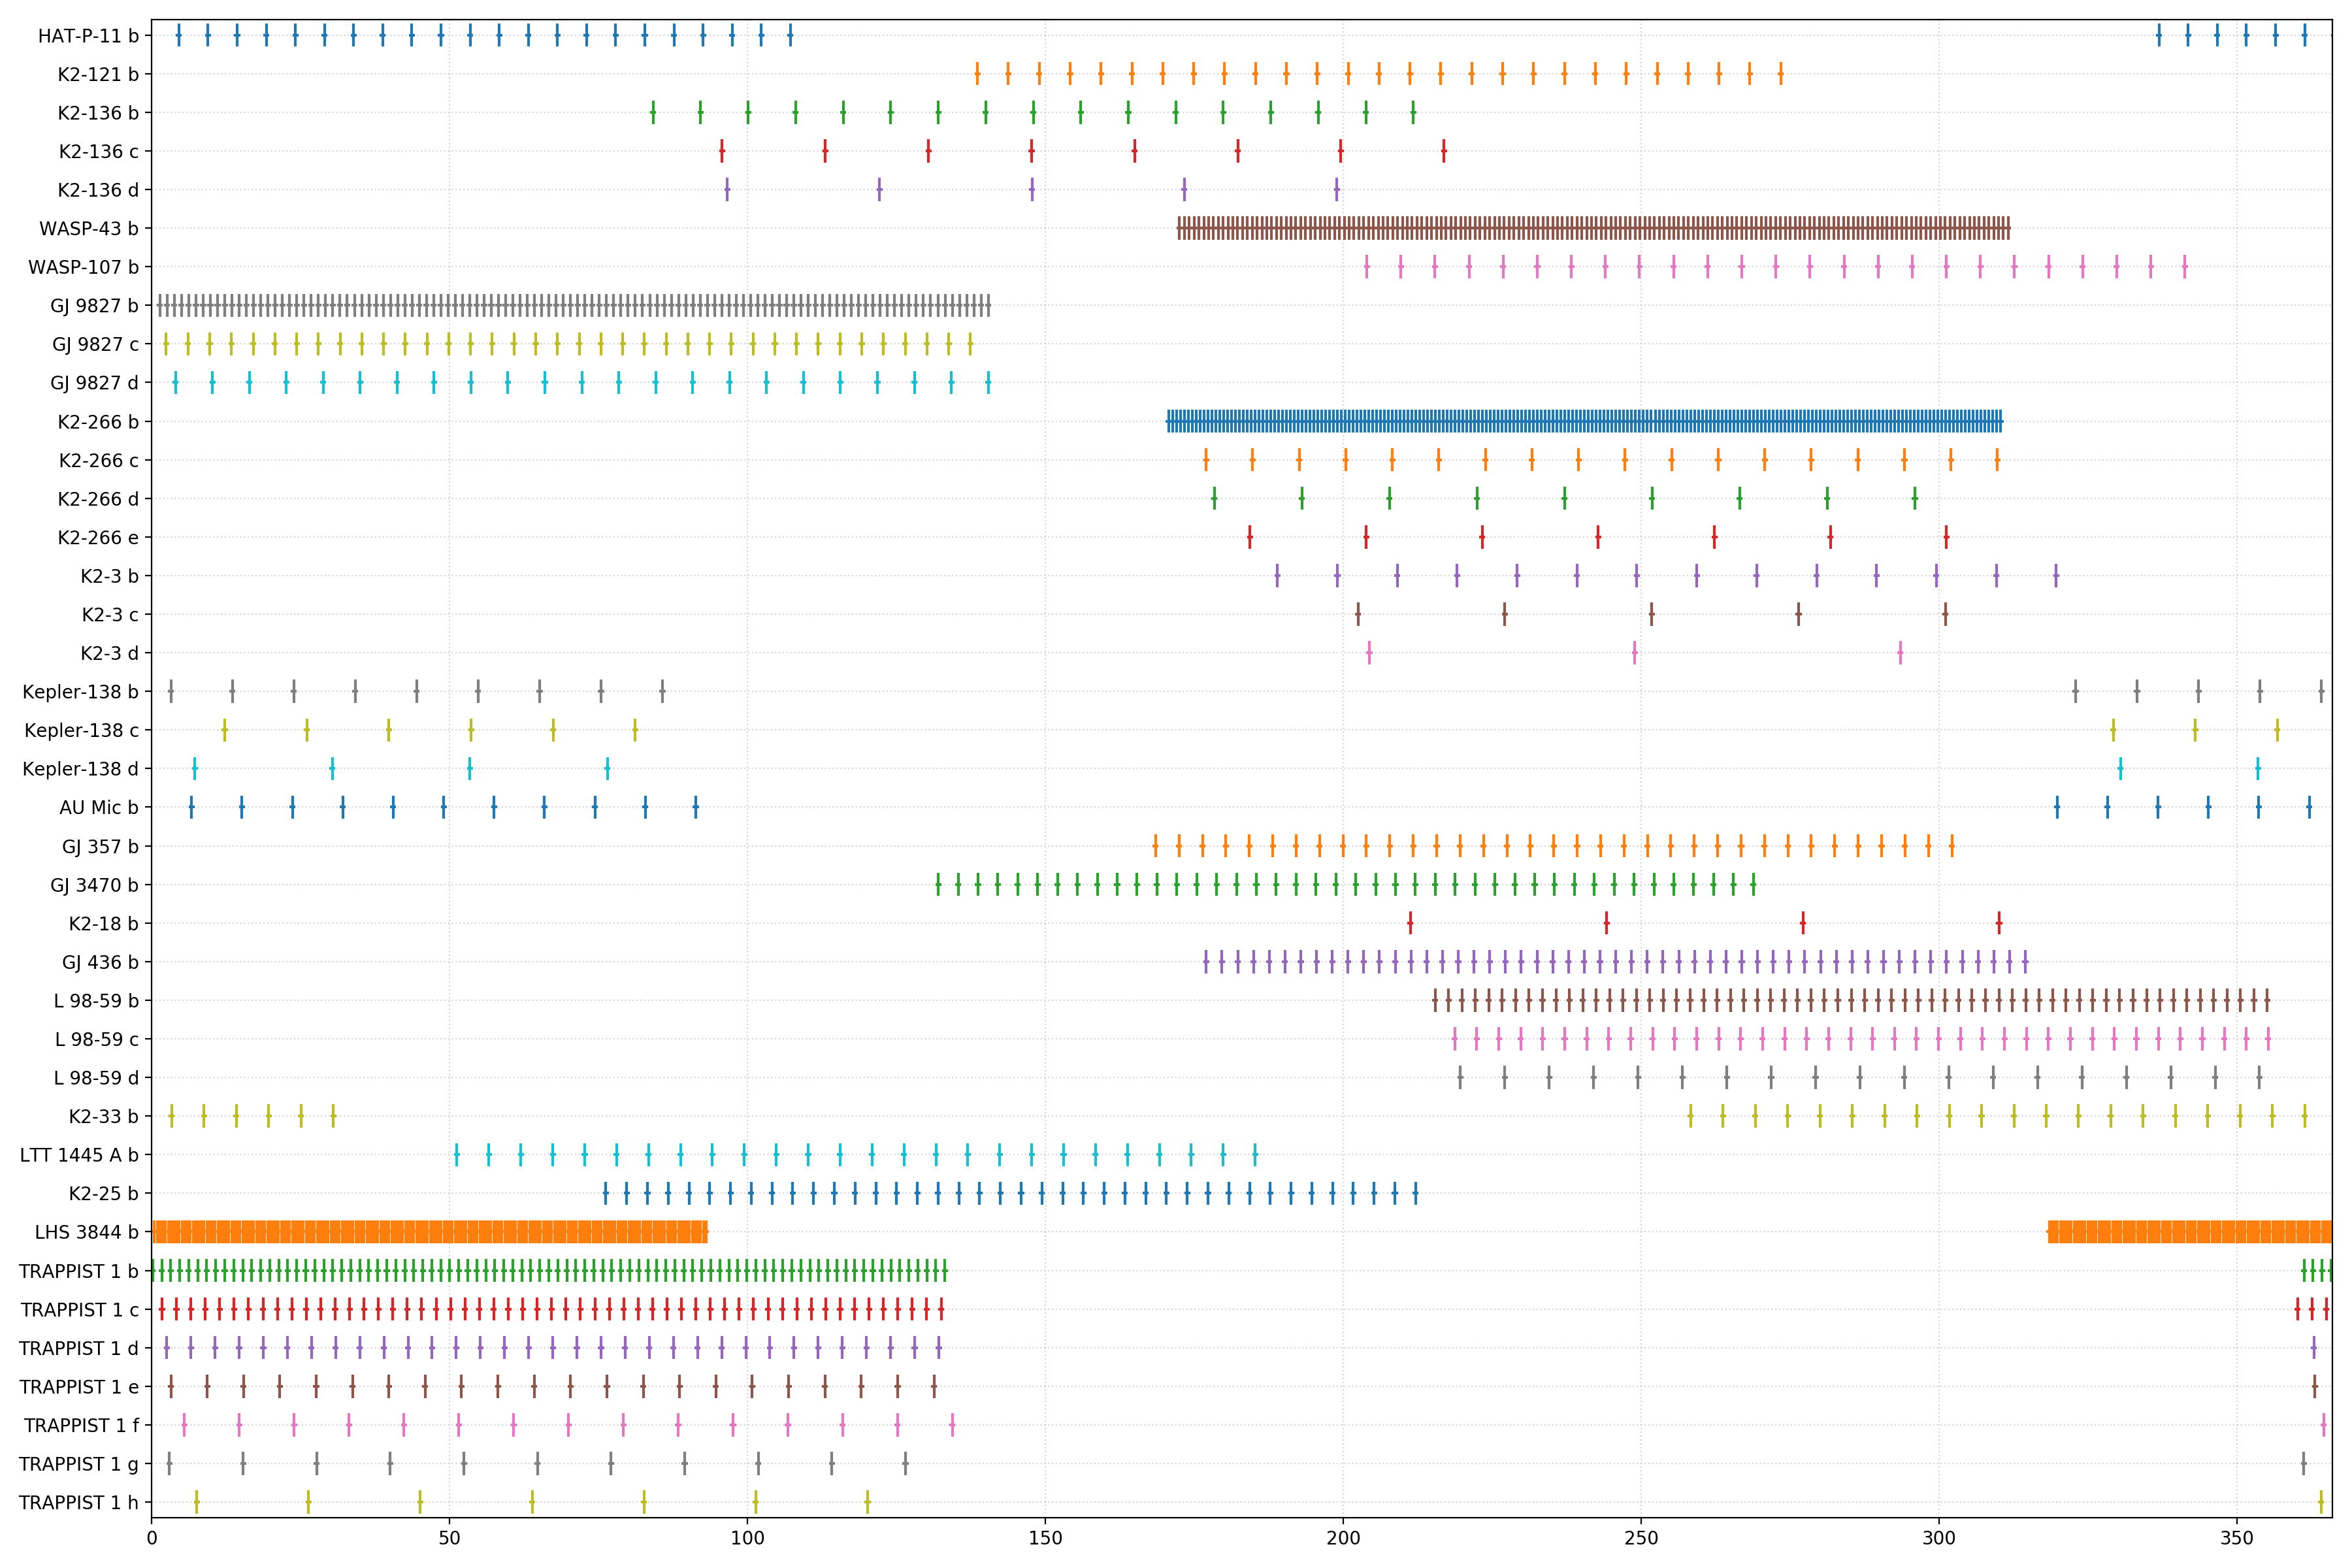 HAT-P-11 b
K2-121 b
K2-136 b
K2-136 c
K2-136 d
WASP-43 b
WASP-107 b
GJ 9827 b
GJ 9827 c
GJ 9827 d
K2-266 b
K2-266 c
K2-266 d
K2-266 e
K2-3 b
K2-3 c
K2-3 d
Kepler-138 b
Kepler-138 c
Kepler-138 d
AU Mic b
GJ 357 b
GJ 3470 b
K2-18 b
GJ 436 b
L 98-59 b
L 98-59 c
L 98-59 d
K2-33 b
LTT 1445 A b
K2-25 b
LHS 3844 b
TRAPPIST 1 b
TRAPPIST 1 c
TRAPPIST 1 d
TRAPPIST 1 e
TRAPPIST 1 f
TRAPPIST 1 g
TRAPPIST 1 h
0 50 100 150 200 250 300 350